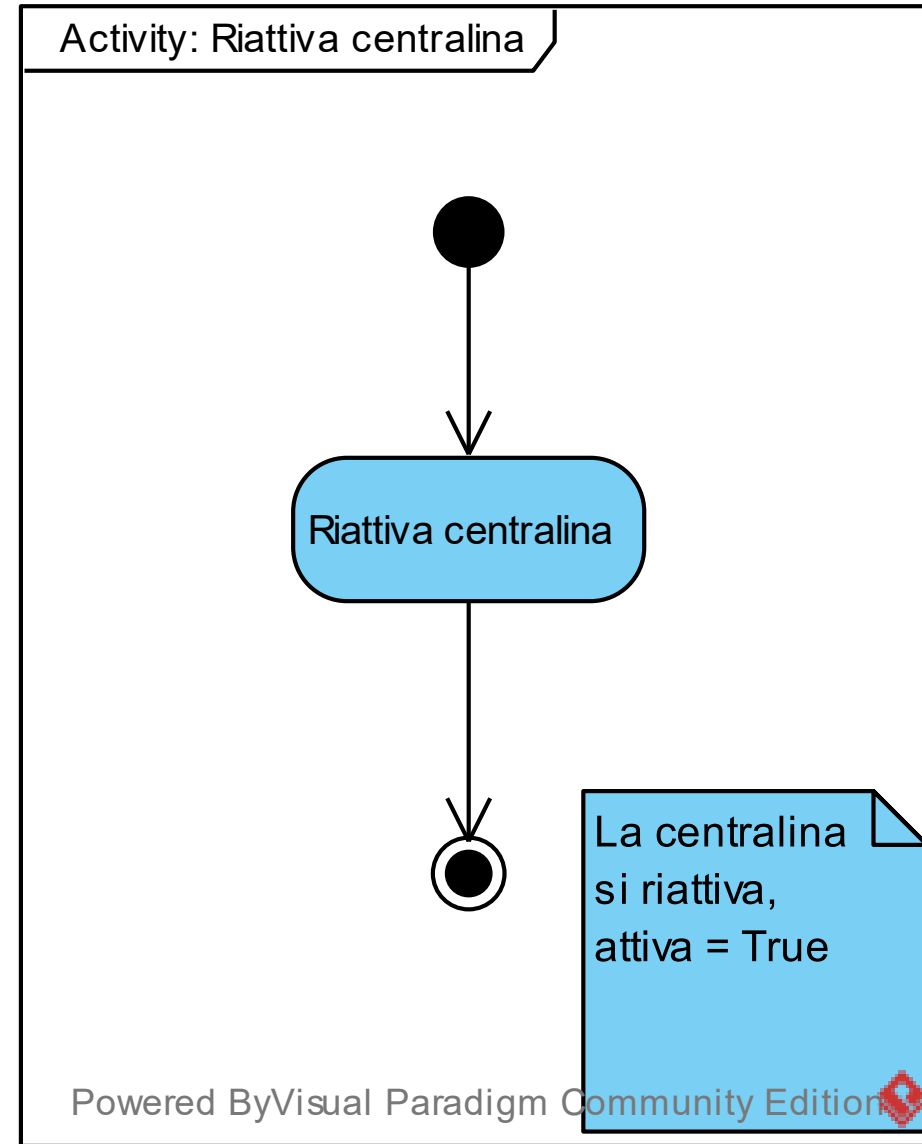 Activity: Riattiva centralina
Riattiva centralina
La centralina
si riattiva,
attiva = True
Powered ByVisual Paradigm Community Edition